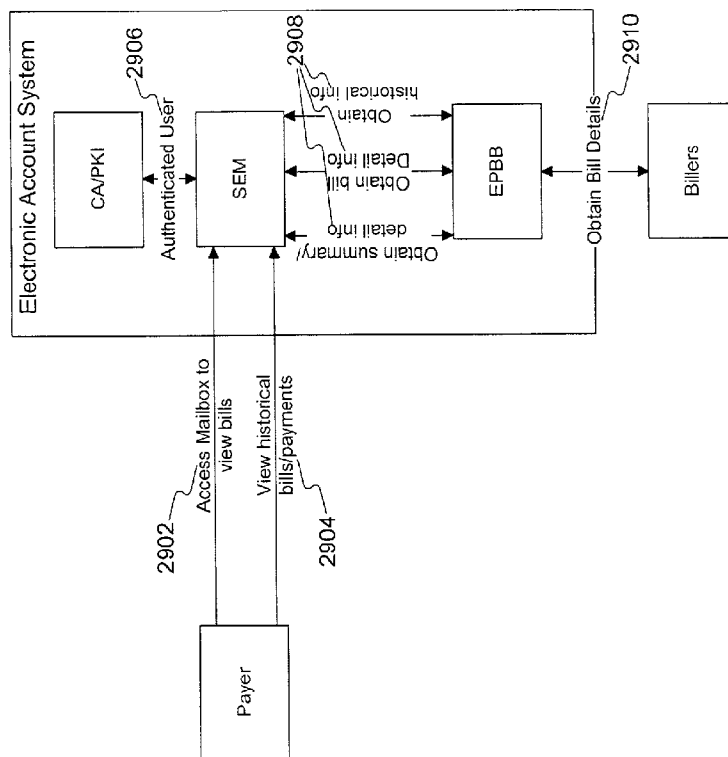 Electronic Account System
CA/PKI
2906
Authenticated User
SEM
2908
Obtain summary/
detail info
Obtain bill
Detail info
Obtain
historical info
EPBB
Obtain Bill Details
2910
Billers
2902
Access Mailbox to
view bills
View historical
bills/payments
2904
Payer